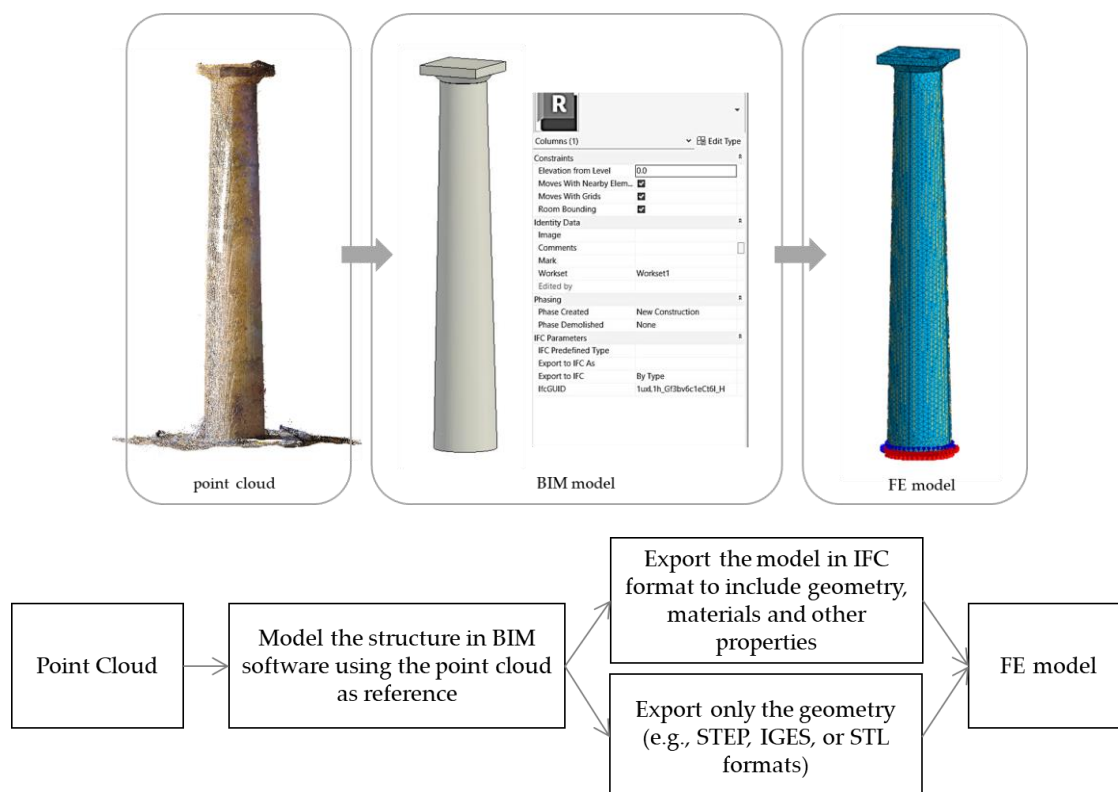 R
Columns (1)
Edit Type
Constraints
Elevation from Level 0.0
Moves With Nearby Elem...
Moves With Grids
Room Bounding
Identity Data
Image
Comments
Mark
Workset Workset1
Edited by
Phasing
Phase Created New Construction
Phase Demolished None
IFC Parameters
IFC Predefined Type
Export to IFC As
Export to IFC By Type
IfcGUID
point cloud
BIM model
FE model
Point Cloud
Model the structure in BIM
software using the point cloud
as reference
Export the model in IFC
format to include geometry,
materials and other
properties
Export only the geometry
(e.g., STEP, IGES, or STL
formats)
FE model